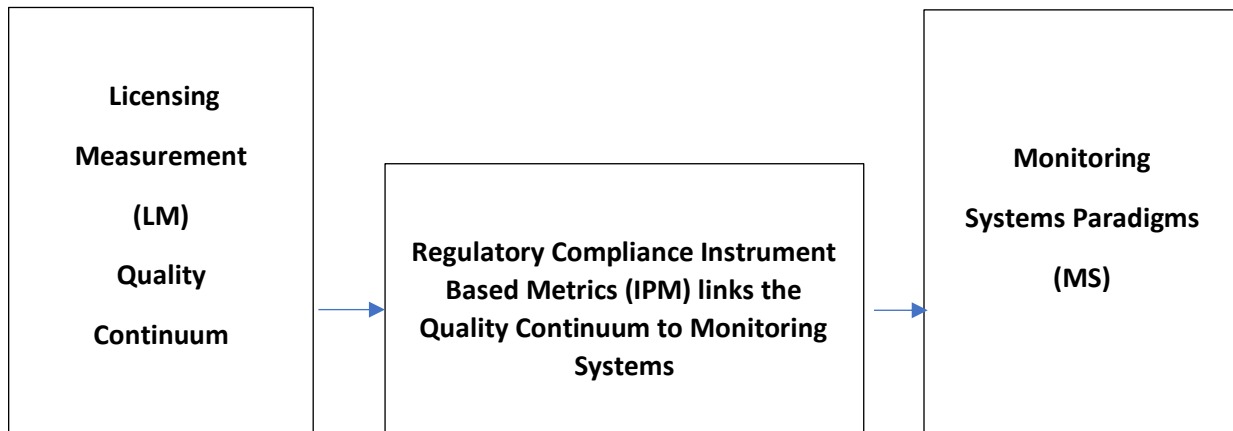 Licensing
Measurement
(LM)
Quality
Continuum
Regulatory Compliance Instrument
Based Metrics (IPM) links the
Quality Continuum to Monitoring
Systems
Monitoring
Systems Paradigms
(MS)